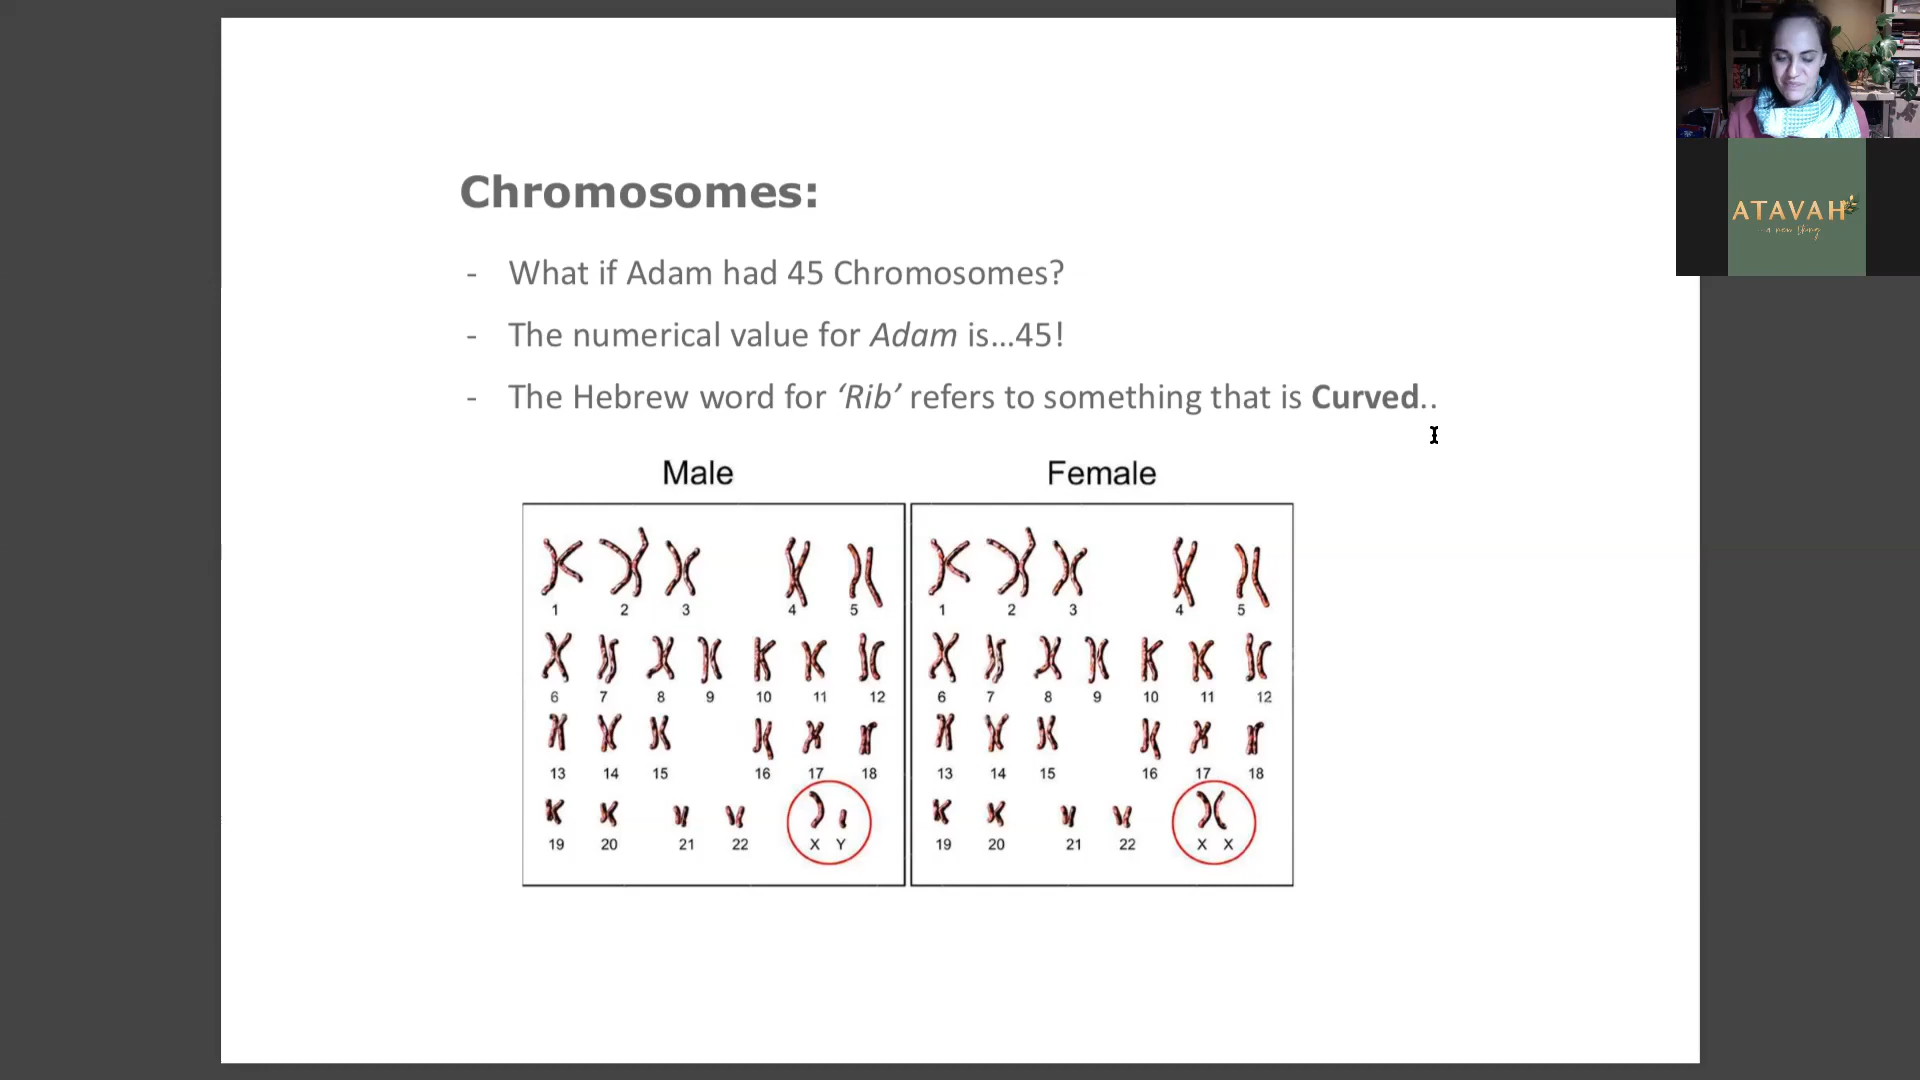 Chromosomes:
- What if Adam had 45 Chromosomes?
- The numerical value for Adam is...45!
- The Hebrew word for ‘Rib’ refers to something that is Curved..
Male
Female
1 2 3 4 5
6 7 8 9 10 11 12
13 14 15 16 17 18
19 20 21 22 X Y
1 2 3 4 5
6 7 8 9 10 11 12
13 14 15 16 17 18
19 20 21 22 X X
ATAVAH
a new thing